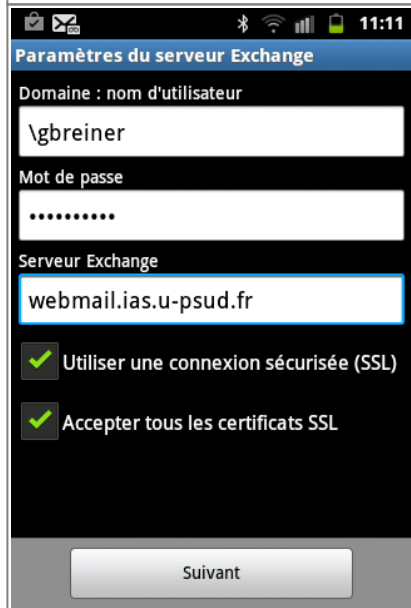 11:11
Paramètres du serveur Exchange
Domaine : nom d'utilisateur
\gbreiner
Mot de passe
••••••••••
Serveur Exchange
webmail.ias.u-psud.fr
Utiliser une connexion sécurisée (SSL)
Accepter tous les certificats SSL
Suivant